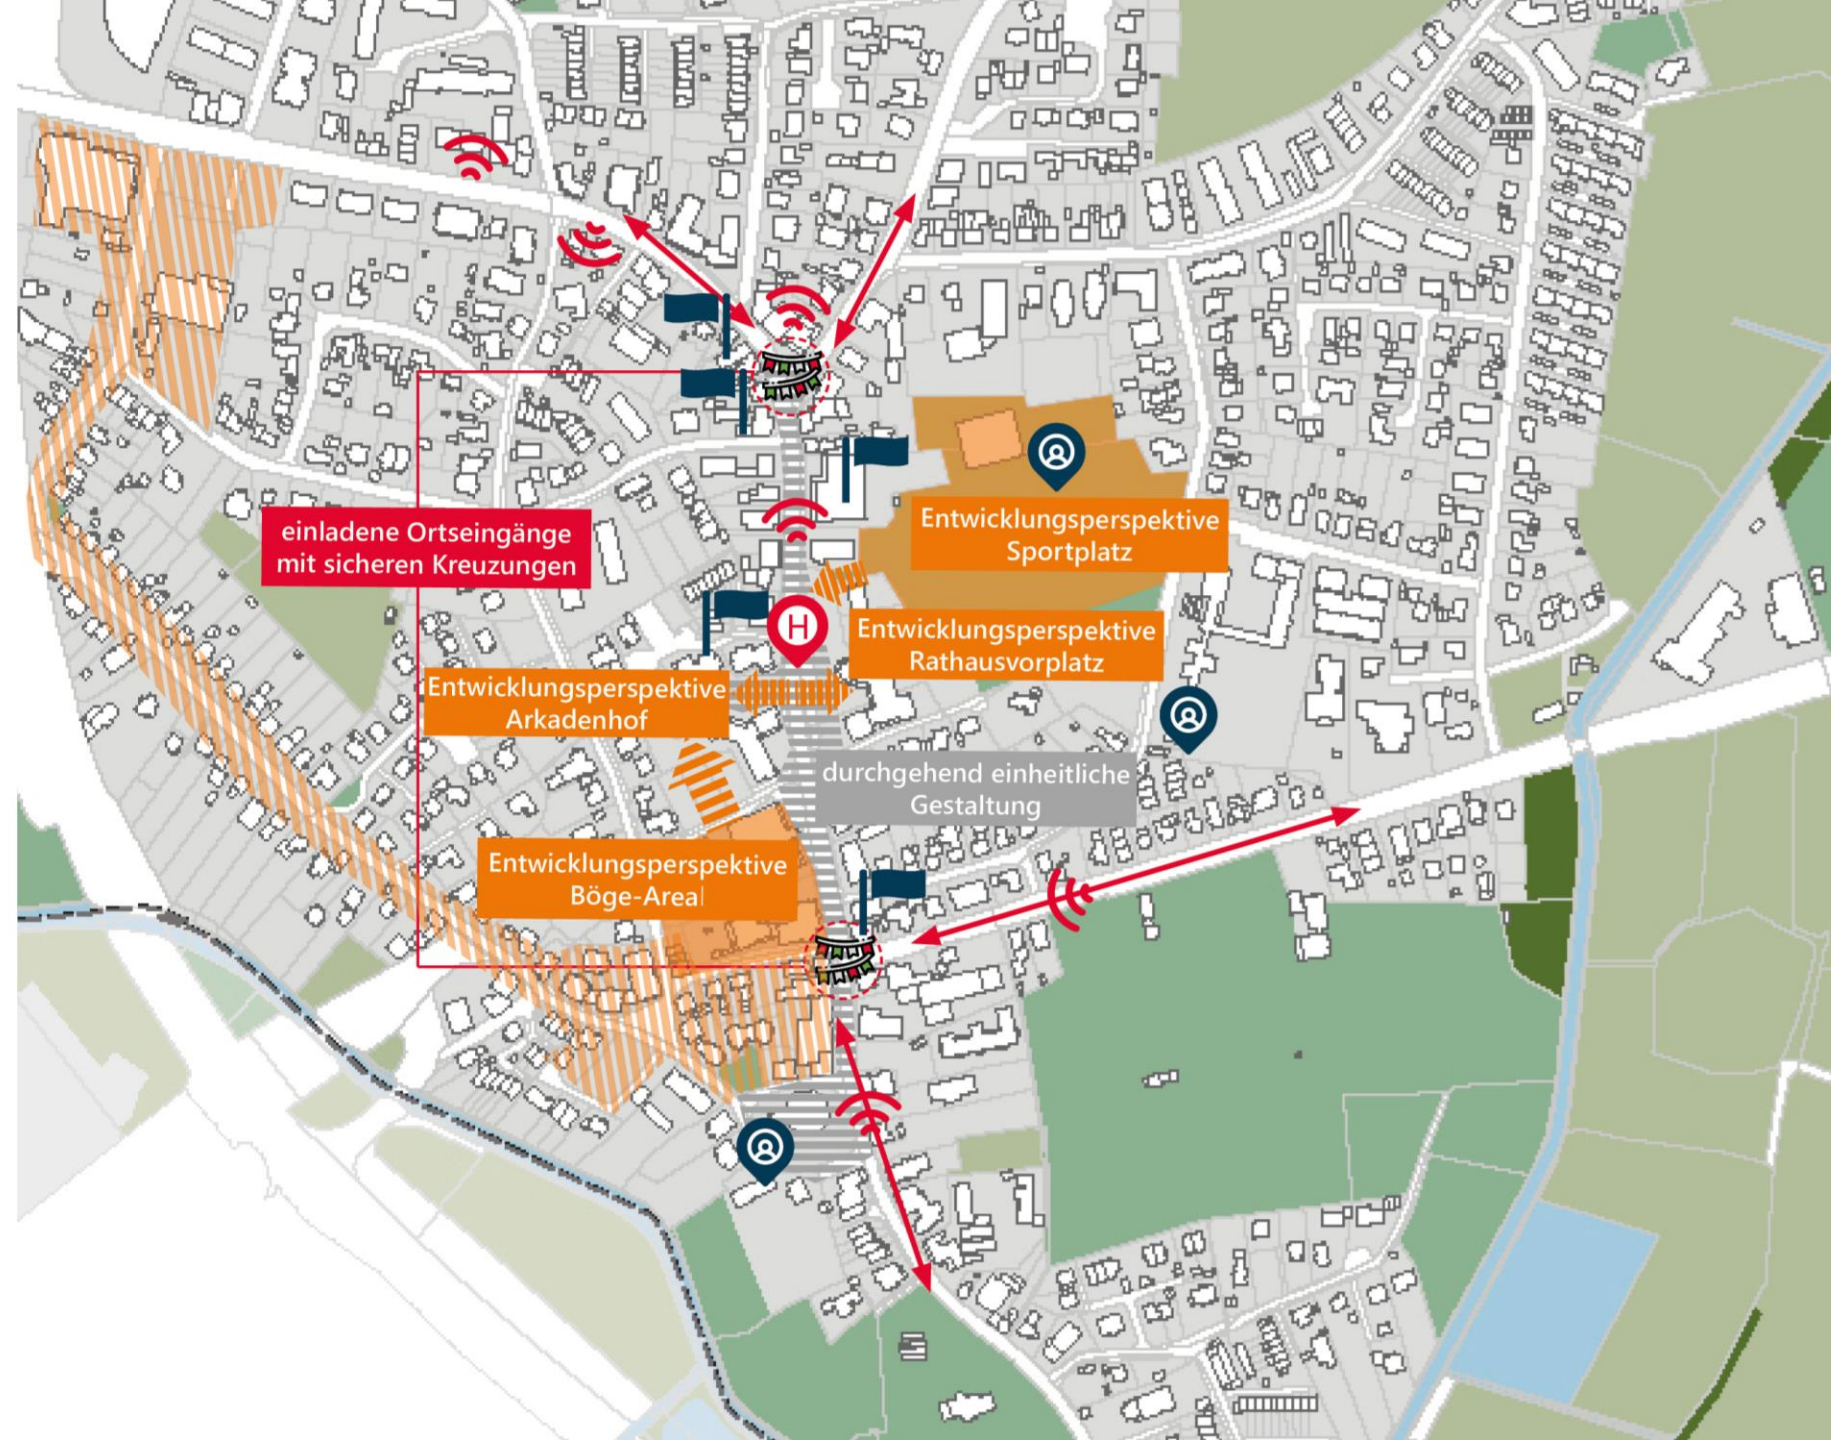 einladene Ortseingänge
mit sicheren Kreuzungen
Entwicklungsperspektive
Sportplatz
H
Entwicklungsperspektive
Rathausvorplatz
Entwicklungsperspektive
Arkadenhof
durchgehend einheitliche
Gestaltung
Entwicklungsperspektive
Böge-Areal